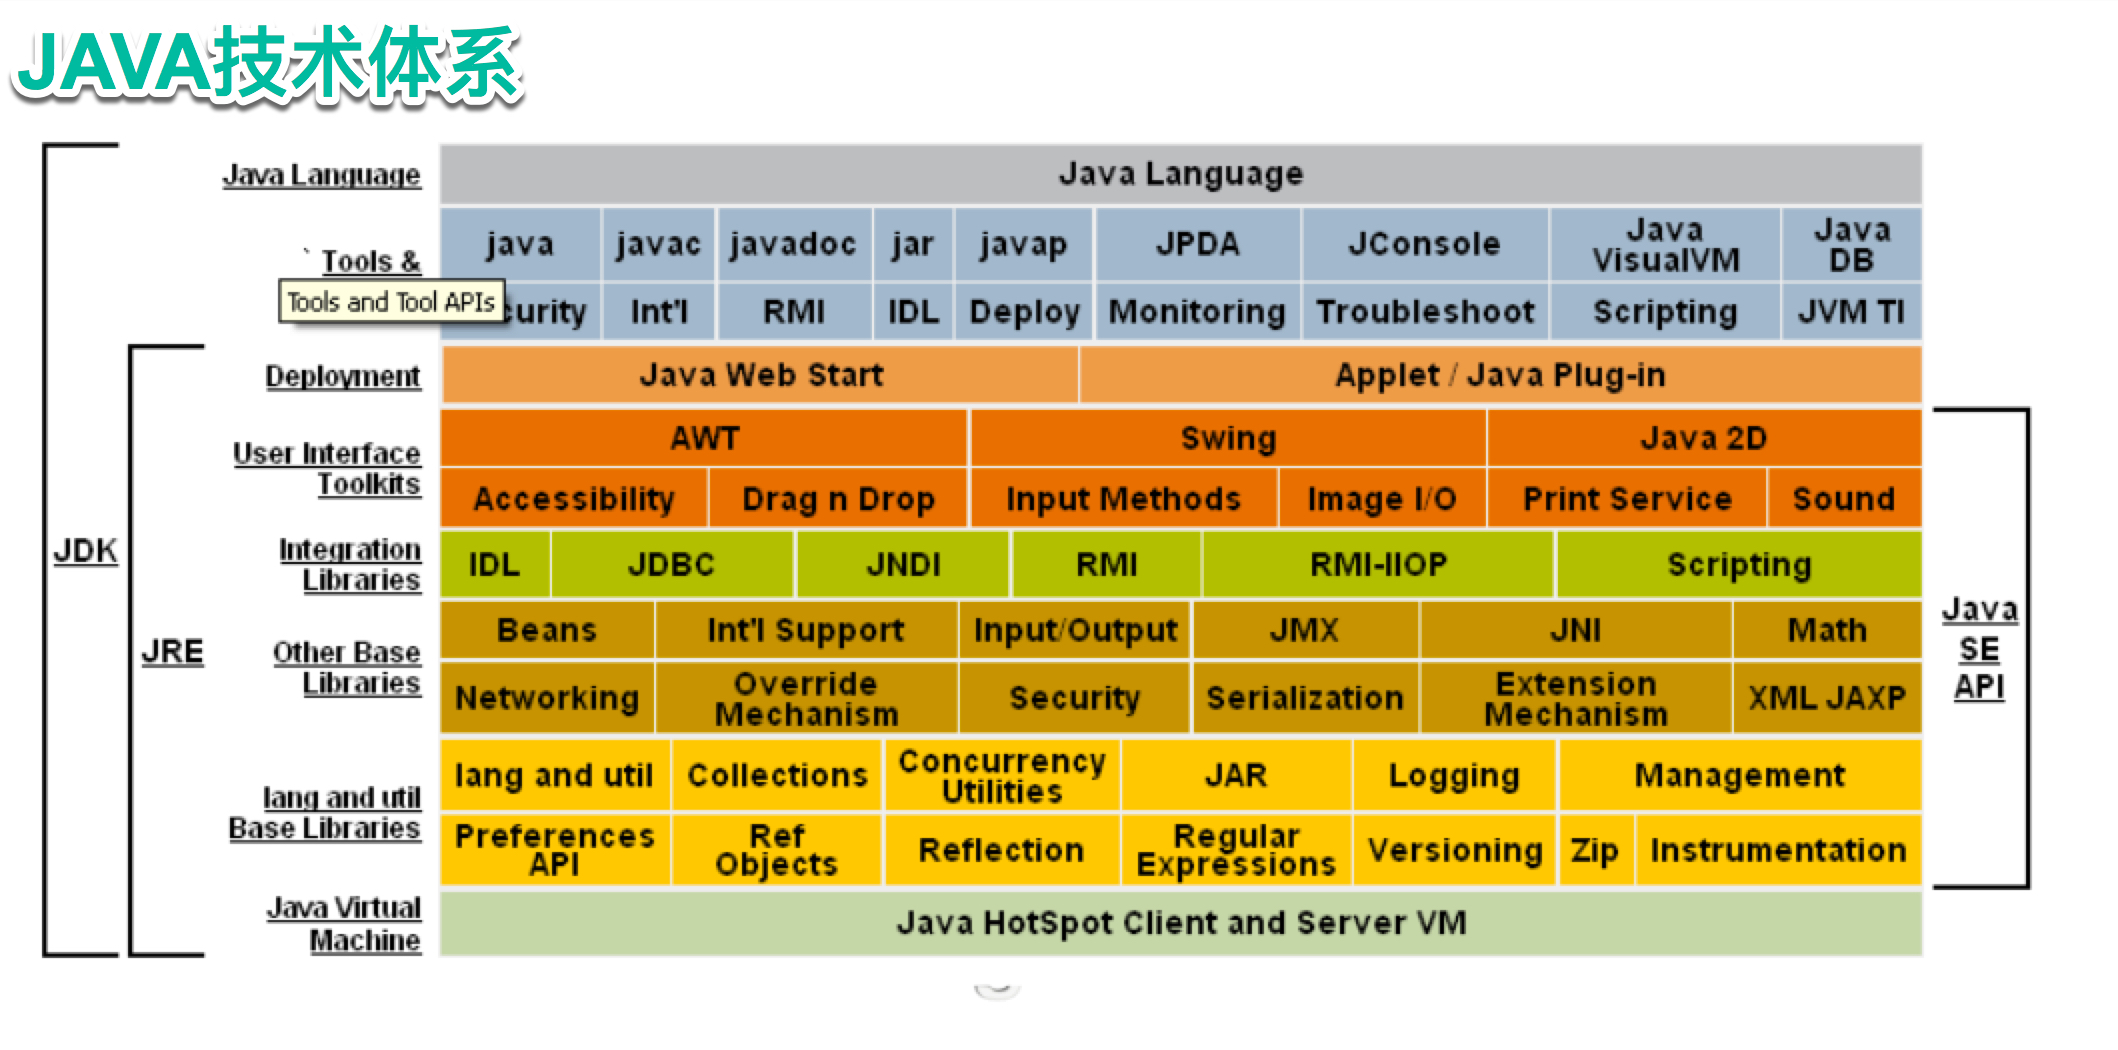 JAVA技术体系
Java Language
Java Language
Tools &
Tools and Tool APIs
java javac javadoc jar javap JPDA JConsole Java VisualVM Java DB
curity Int'l RMI IDL Deploy Monitoring Troubleshoot Scripting JVM TI
Deployment
Java Web Start Applet / Java Plug-in
User Interface
Toolkits
AWT Swing Java 2D
Accessibility Drag n Drop Input Methods Image I/O Print Service Sound
JDK
Integration
Libraries
IDL JDBC JNDI RMI RMI-IIOP Scripting
JRE
Other Base
Libraries
Beans Int'l Support Input/Output JMX JNI Math
Networking Override Mechanism Security Serialization Extension Mechanism XML JAXP
Java
SE
API
lang and util
Base Libraries
lang and util Collections Concurrency Utilities JAR Logging Management
Preferences API Ref Objects Reflection Regular Expressions Versioning Zip Instrumentation
Java Virtual
Machine
Java HotSpot Client and Server VM